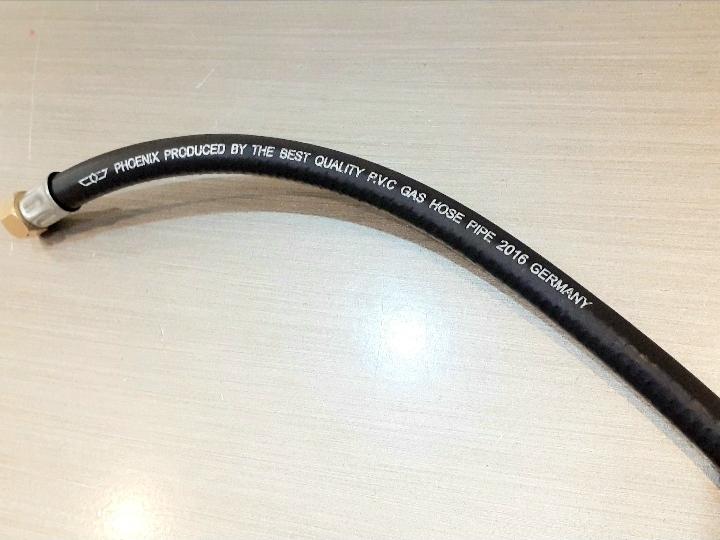 PHOENIX PRODUCED BY THE BEST QUALITY P.V.C GAS HOSE PIPE 2016 GERMANY